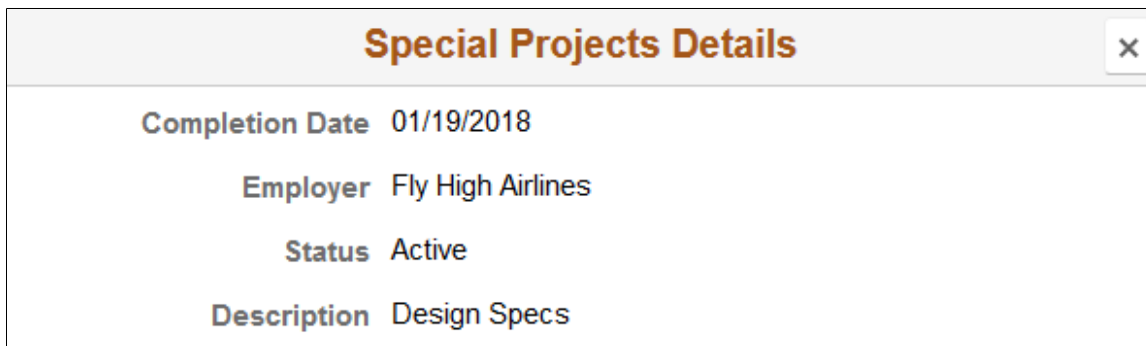 Special Projects Details
Completion Date 01/19/2018
Employer Fly High Airlines
Status Active
Description Design Specs